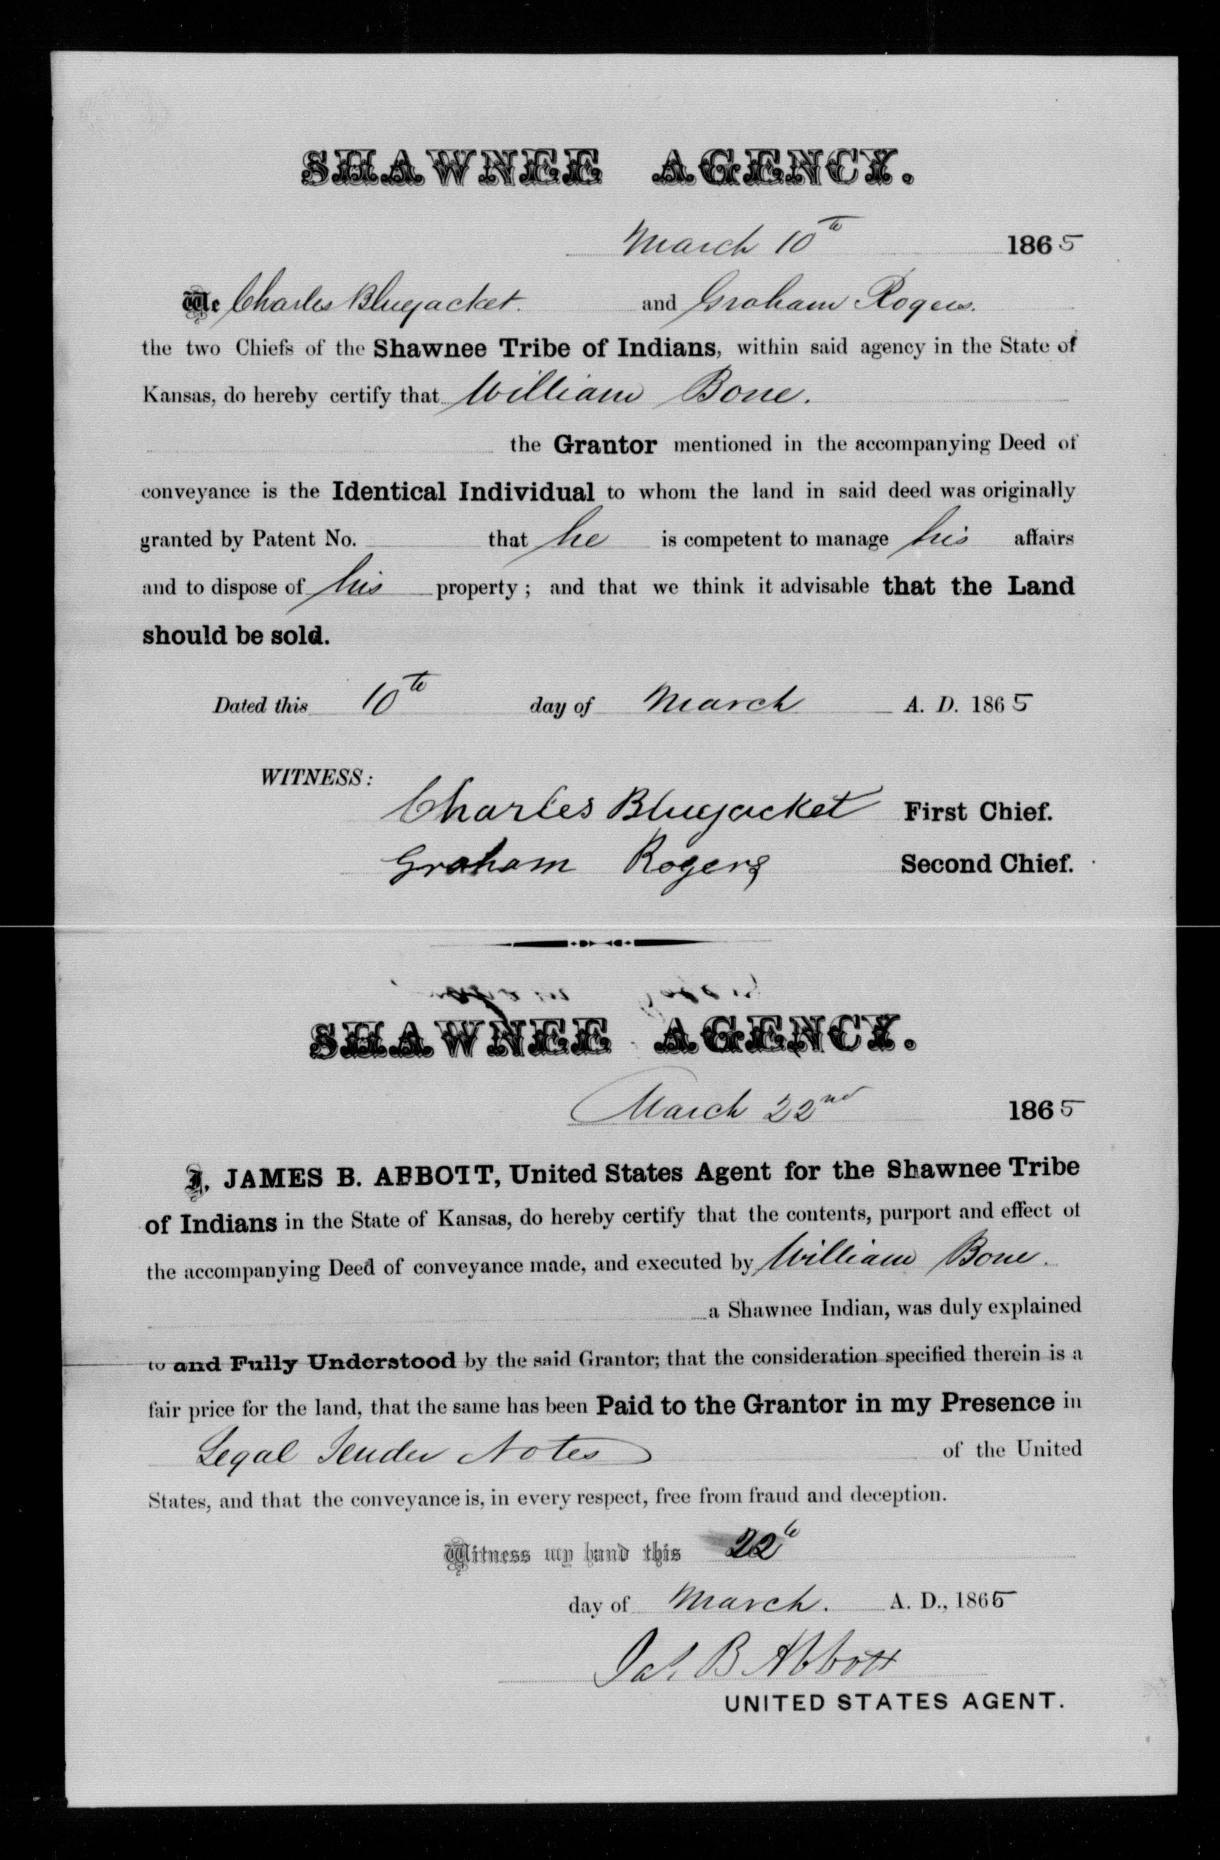 SHAWNEE AGENCY.
March 10th 1865
We Charles Bluejacket. and Graham Rogers.
the two Chiefs of the Shawnee Tribe of Indians, within said agency in the State of
Kansas, do hereby certify that William Bone.
the Grantor mentioned in the accompanying Deed of
conveyance is the Identical Individual to whom the land in said deed was originally
granted by Patent No. that he is competent to manage his affairs
and to dispose of his property; and that we think it advisable that the Land
should be sold.
Dated this 10th day of March A. D. 1865
WITNESS:
Charles Bluejacket First Chief.
Graham Rogers Second Chief.
SHAWNEE AGENCY.
March 22nd 1865
I, JAMES B. ABBOTT, United States Agent for the Shawnee Tribe
of Indians in the State of Kansas, do hereby certify that the contents, purport and effect of
the accompanying Deed of conveyance made, and executed by William Bone.
a Shawnee Indian, was duly explained
to and Fully Understood by the said Grantor; that the consideration specified therein is a
fair price for the land, that the same has been Paid to the Grantor in my Presence in
Legal Tender Notes of the United
States, and that the conveyance is, in every respect, free from fraud and deception.
Witness my hand this 22th
day of March. A. D., 1865
Jas. B Abbott
UNITED STATES AGENT.